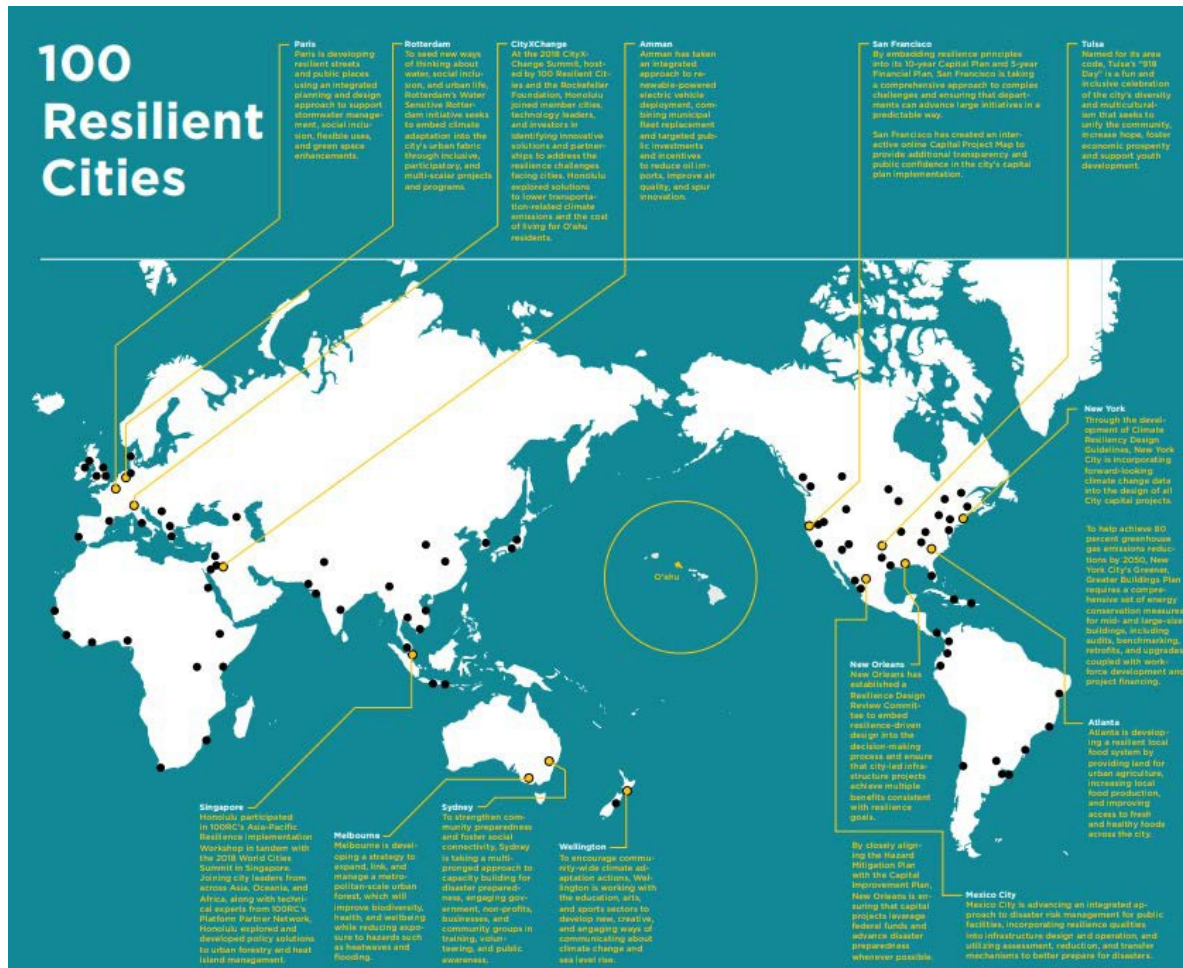 100
Resilient
Cities
Paris
Paris is developing
resilient streets
and public places
using an integrated
planning and design
approach to support
stormwater manage-
ment, social inclu-
sion, flexible uses,
and green space
enhancements.
Rotterdam
To seed new ways
of thinking about
water, social inclu-
sion, and urban life,
Rotterdam's Water
Sensitive Rotter-
dam initiative seeks
to embed climate
adaptation into the
city's urban fabric
through inclusive,
participatory, and
multi-scalar projects
and programs.
CityXChange
At the 2018 CityX-
Change Summit, host-
ed by 100 Resilient Cit-
ies and the Rockefeller
Foundation, Honolulu
joined member cities,
technology leaders,
and investors in
identifying innovative
solutions and partner-
ships to address the
resilience challenges
facing cities. Honolulu
explored solutions
to lower transporta-
tion-related climate
emissions and the cost
of living for O'ahu
residents.
Amman
Amman has taken
an integrated
approach to re-
newable-powered
electric vehicle
deployment, com-
bining municipal
fleet replacement
and targeted pub-
lic investments
and incentives
to reduce oil im-
ports, improve air
quality, and spur
innovation.
San Francisco
By embedding resilience principles
into its 10-year Capital Plan and 5-year
Financial Plan, San Francisco is taking
a comprehensive approach to complex
challenges and ensuring that depart-
ments can advance large initiatives in a
predictable way.
San Francisco has created an inter-
active online Capital Project Map to
provide additional transparency and
public confidence in the city's capital
plan implementation.
Tulsa
Named for its area
code, Tulsa's "918
Day" is a fun and
inclusive celebration
of the city's diversity
and multicultural-
ism that seeks to
unify the community,
increase hope, foster
economic prosperity
and support youth
development.
New York
Through the devel-
opment of Climate
Resiliency Design
Guidelines, New York
City is incorporating
forward-looking
climate change data
into the design of all
City capital projects.
To help achieve 80
percent greenhouse
gas emissions reduc-
tions by 2050, New
York City's Greener,
Greater Buildings Plan
requires a compre-
hensive set of energy
conservation measures
for mid- and large-size
buildings, including
audits, benchmarking,
retrofits, and upgrades
coupled with work-
force development and
project financing.
O'ahu
New Orleans
New Orleans has
established a
Resilience Design
Review Commit-
tee to embed
resilience-driven
design into the
decision-making
process and ensure
that city-led infra-
structure projects
achieve multiple
benefits consistent
with resilience
goals.
By closely align-
ing the Hazard
Mitigation Plan
with the Capital
Improvement Plan,
New Orleans is en-
suring that capital
projects leverage
federal funds and
advance disaster
preparedness
whenever possible.
Atlanta
Atlanta is develop-
ing a resilient local
food system by
providing land for
urban agriculture,
increasing local
food production,
and improving
access to fresh
and healthy foods
across the city.
Singapore
Honolulu participated
in 100RC's Asia-Pacific
Resilience implementation
Workshop in tandem with
the 2018 World Cities
Summit in Singapore.
Joining city leaders from
across Asia, Oceania, and
Africa, along with techni-
cal experts from 100RC's
Platform Partner Network,
Honolulu explored and
developed policy solutions
to urban forestry and heat
island management.
Melbourne
Melbourne is devel-
oping a strategy to
expand, link, and
manage a metro-
politan-scale urban
forest, which will
improve biodiversity,
health, and wellbeing
while reducing expo-
sure to hazards such
as heatwaves and
flooding.
Sydney
To strengthen com-
munity preparedness
and foster social
connectivity, Sydney
is taking a multi-
pronged approach to
capacity building for
disaster prepared-
ness, engaging gov-
ernment, non-profits,
businesses, and
community groups in
training, volun-
teering, and public
awareness.
Wellington
To encourage commu-
nity-wide climate ad-
aptation actions, Wel-
lington is working with
the education, arts,
and sports sectors to
develop new, creative,
and engaging ways of
communicating about
climate change and
sea level rise.
Mexico City
Mexico City is advancing an integrated ap-
proach to disaster risk management for public
facilities, incorporating resilience qualities
into infrastructure design and operation, and
utilizing assessment, reduction, and transfer
mechanisms to better prepare for disasters.